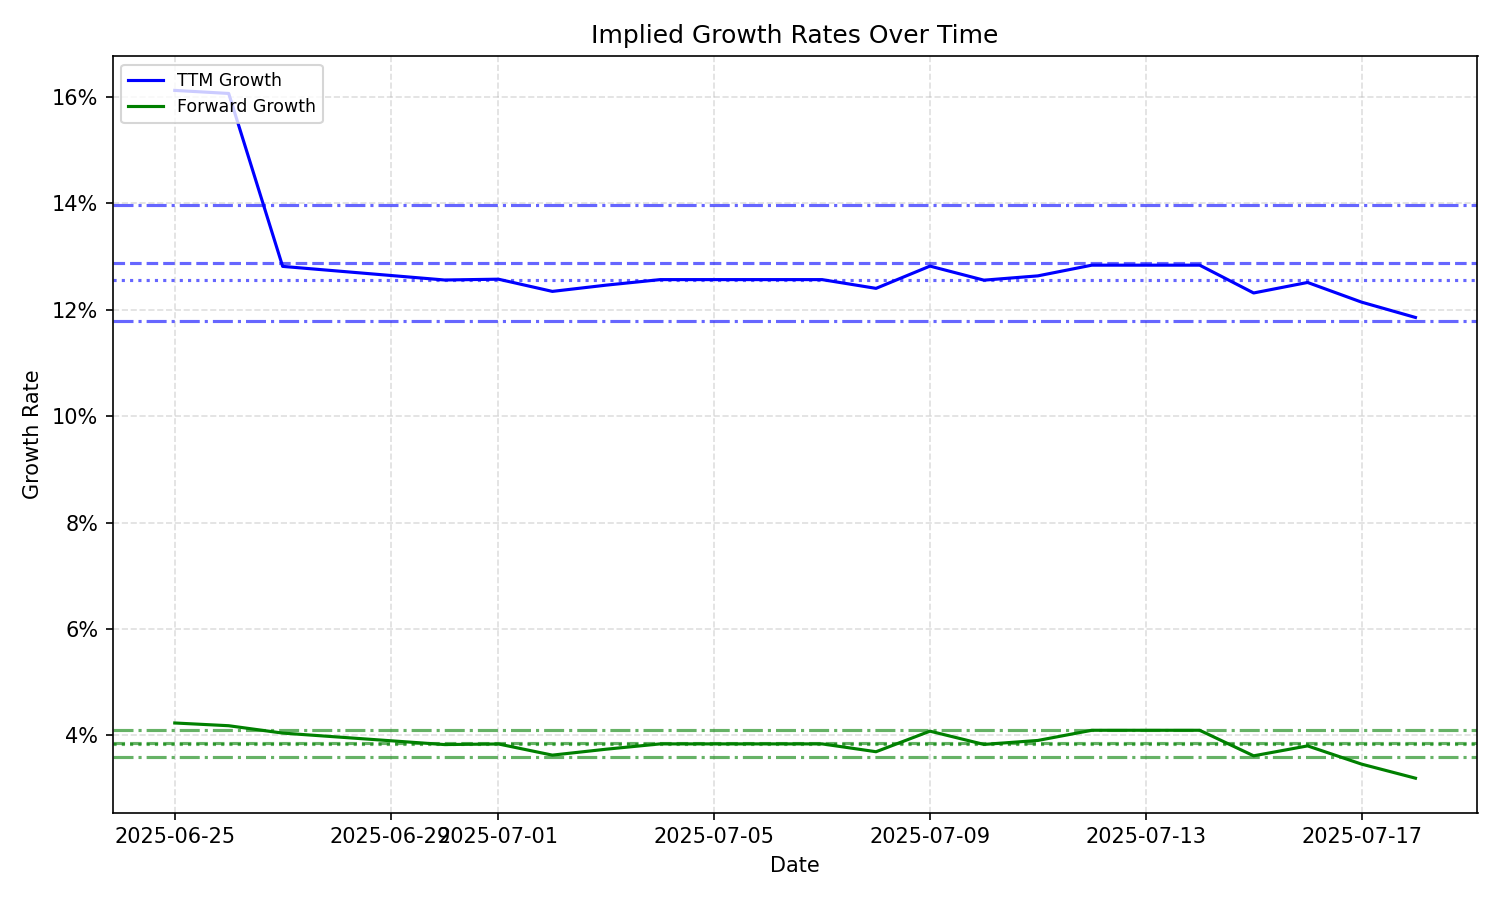 Implied Growth Rates Over Time
TTM Growth
Forward Growth
16%
14%
12%
10%
8%
6%
4%
Growth Rate
2025-06-25
2025-06-29
2025-07-01
2025-07-05
2025-07-09
2025-07-13
2025-07-17
Date